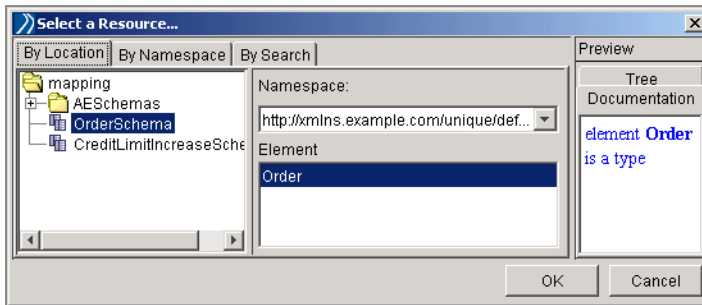 Select a Resource...
By Location
By Namespace
By Search
mapping
AESchemas
OrderSchema
CreditLimitIncreaseSche
Namespace:
http://xmlns.example.com/unique/def...
Element
Order
Preview
Tree
Documentation
element Order
is a type
OK
Cancel